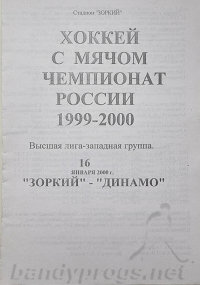 Стадион "ЗОРКИЙ"
ХОККЕЙ
С МЯЧОМ
ЧЕМПИОНАТ
РОССИИ
1999-2000
Высшая лига-западная группа.
16
ЯНВАРЯ 2000 г.
"ЗОРКИЙ" - "ДИНАМО"
bandyprogs.net